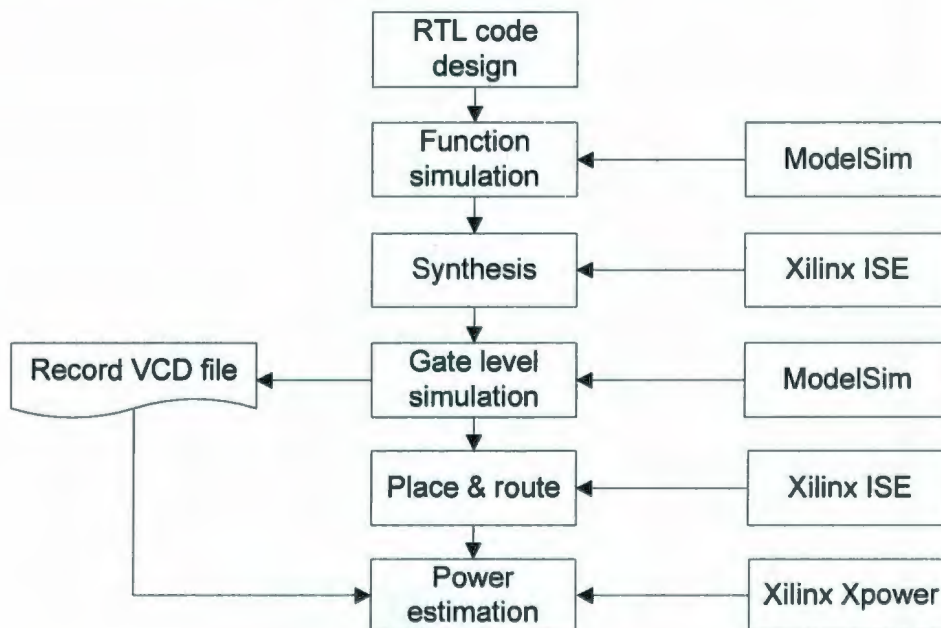 RTL code
design
Function
simulation
ModelSim
Synthesis
Xilinx ISE
Record VCD file
Gate level
simulation
ModelSim
Place & route
Xilinx ISE
Power
estimation
Xilinx Xpower